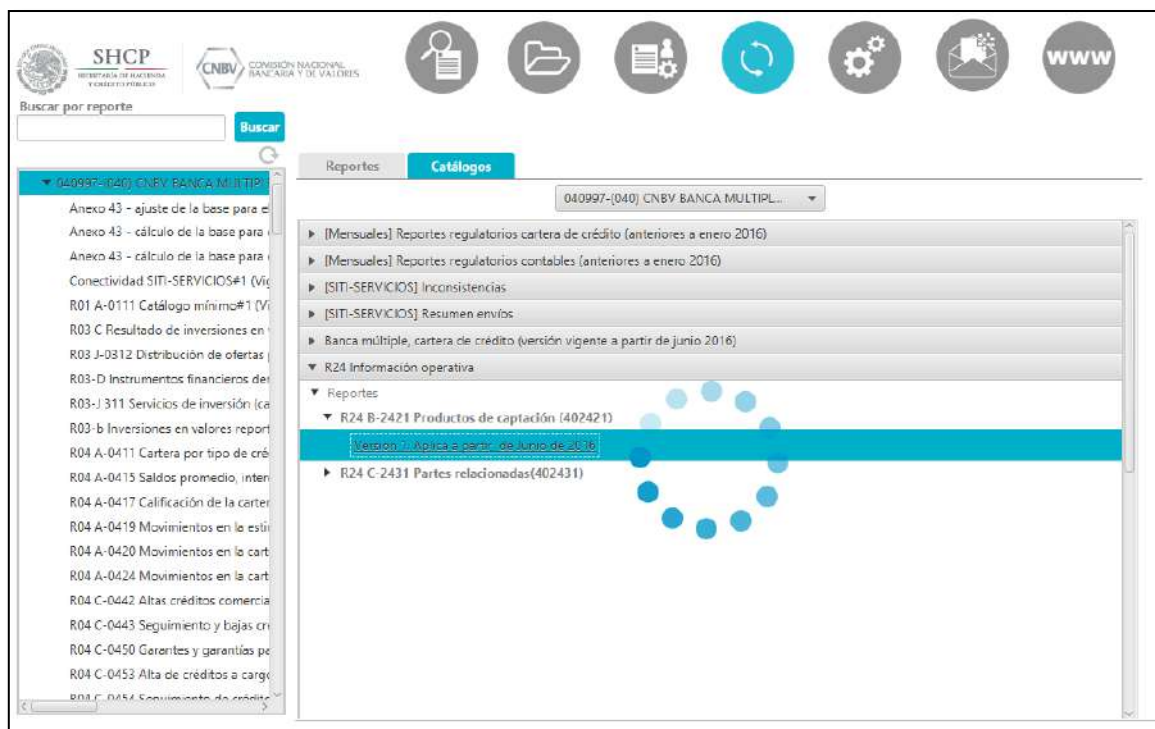 SHCP
SECRETARÍA DE HACIENDA
Y CRÉDITO PÚBLICO
CNBV
COMISIÓN NACIONAL
BANCARIA Y DE VALORES
www
Buscar por reporte
Buscar
Reportes
Catálogos
040997-(040) CNBV BANCA MULTIPL...
040997-(040) CNBV BANCA MULTIPL
Anexo 43 - ajuste de la base para el
Anexo 43 - cálculo de la base para
Anexo 43 - cálculo de la base para
Conectividad SITI-SERVICIOS#1 (Vig
R01 A-0111 Catálogo mínimo#1 (Vi
R03 C Resultado de inversiones en
R03 J-0312 Distribución de ofertas
R03-D Instrumentos financieros der
R03-J 311 Servicios de inversión (ca
R03-b Inversiones en valores report
R04 A-0411 Cartera por tipo de cré
R04 A-0415 Saldos promedio, inter
R04 A-0417 Calificación de la carter
R04 A-0419 Movimientos en la esti
R04 A-0420 Movimientos en la cart
R04 A-0424 Movimientos en la cart
R04 C-0442 Altas créditos comercia
R04 C-0443 Seguimiento y bajas cr
R04 C-0450 Garantes y garantías pa
R04 C-0453 Alta de créditos a cargo
R04 C-0454 Seguimiento de crédito
[Mensuales] Reportes regulatorios cartera de crédito (anteriores a enero 2016)
[Mensuales] Reportes regulatorios contables (anteriores a enero 2016)
[SITI-SERVICIOS] Inconsistencias
[SITI-SERVICIOS] Resumen envíos
Banca múltiple, cartera de crédito (versión vigente a partir de junio 2016)
R24 Información operativa
Reportes
R24 B-2421 Productos de captación (402421)
Versión 1. Aplica a partir de Junio de 2016
R24 C-2431 Partes relacionadas(402431)